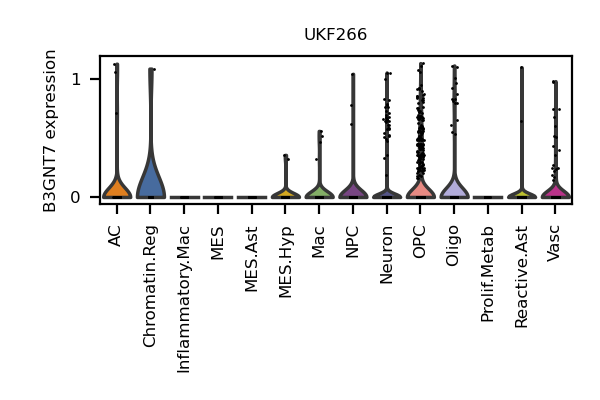 UKF266
B3GNT7 expression
1
0
AC
Chromatin.Reg
Inflammatory.Mac
MES
MES.Ast
MES.Hyp
Mac
NPC
Neuron
OPC
Oligo
Prolif.Metab
Reactive.Ast
Vasc